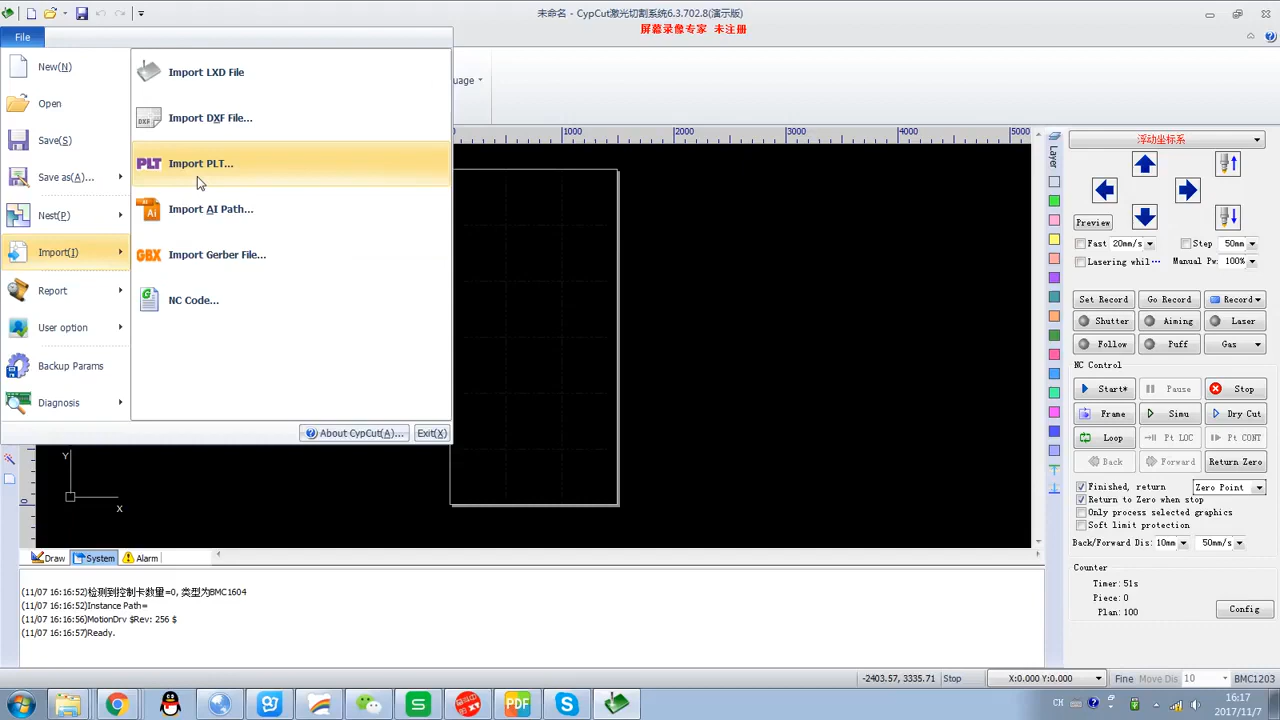 未命名 - CypCut激光切割系统6.3.702.8(演示版)
屏幕录像专家 未注册
File
New(N)
Open
Save(S)
Save as(A)...
Nest(P)
Import(I)
Report
User option
Backup Params
Diagnosis
Import LXD File
Import DXF File...
Import PLT...
Import AI Path...
Import Gerber File...
NC Code...
DXF
PLT
Ai
GBX
About CypCut(A)...
Exit(X)
uage
0
1000
2000
3000
4000
5000
Y
X
0
Layer
浮动坐标系
Preview
Fast 20mm/s
Step 50mm
Lasering whil ...
Manual Pw: 100%
Set Record
Go Record
Record
Shutter
Aiming
Laser
Follow
Puff
Gas
NC Control
Start*
Pause
Stop
Frame
Simu
Dry Cut
Loop
Pt LOC
Pt CONT
Back
Forward
Return Zero
Finished, return Zero Point
Return to Zero when stop
Only process selected graphics
Soft limit protection
Back/Forward Dis: 10mm 50mm/s
Counter
Timer: 51s
Piece: 0
Plan: 100
Config
Draw
System
Alarm
(11/07 16:16:52)检测到控制卡数量=0, 类型为BMC1604
(11/07 16:16:52)Instance Path=
(11/07 16:16:56)MotionDrv $Rev: 256 $
(11/07 16:16:57)Ready.
-2403.57, 3335.71 Stop
X:0.000 Y:0.000
Fine Move Dis 10
BMC1203
PDF
CH
16:17
2017/11/7